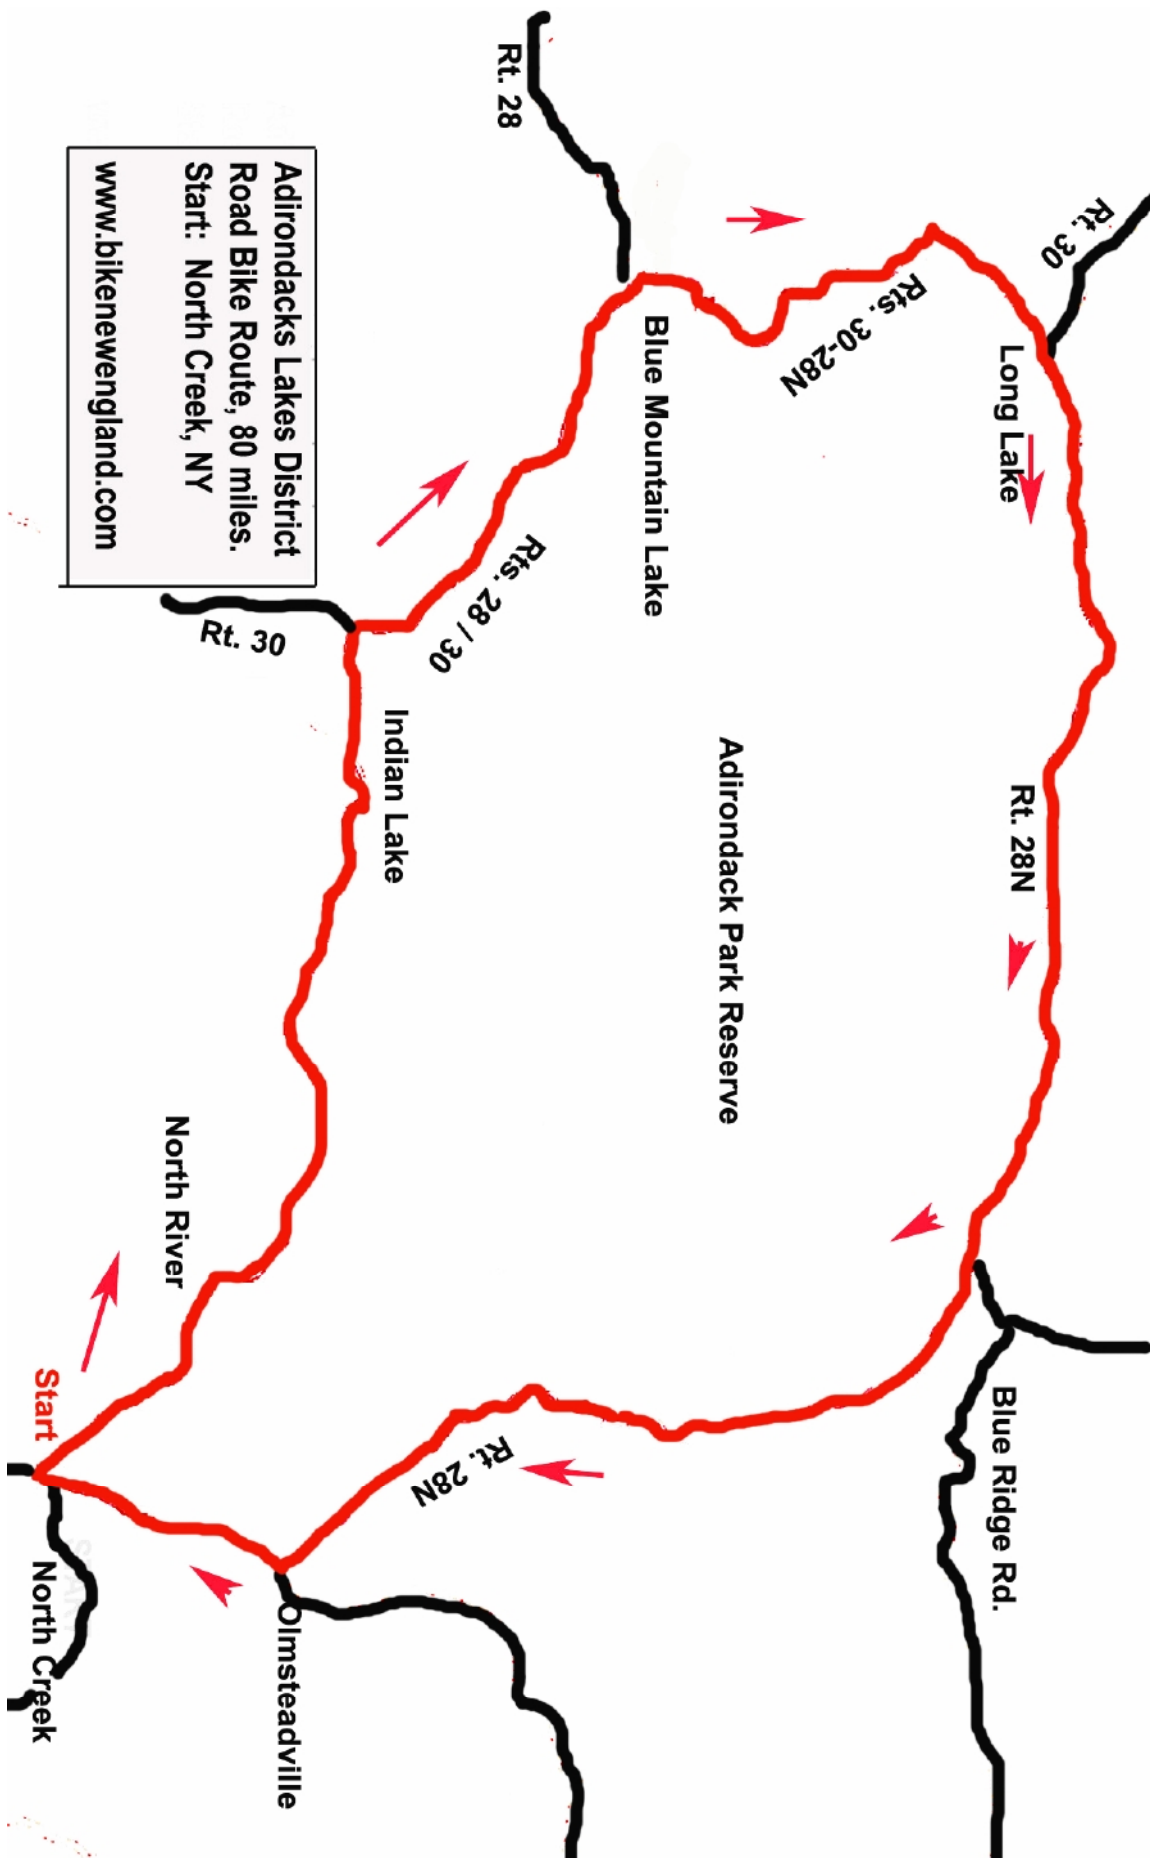 Adirondacks Lakes District
Road Bike Route, 80 miles.
Start: North Creek, NY
www.bikenewengland.com
Rt. 28
Rt. 30
Rts. 30-28N
Long Lake
Blue Mountain Lake
Rts. 28 / 30
Rt. 30
Indian Lake
Adirondack Park Reserve
Rt. 28N
North River
Blue Ridge Rd.
Rt. 28N
Start
START
North Creek
Olmsteadville